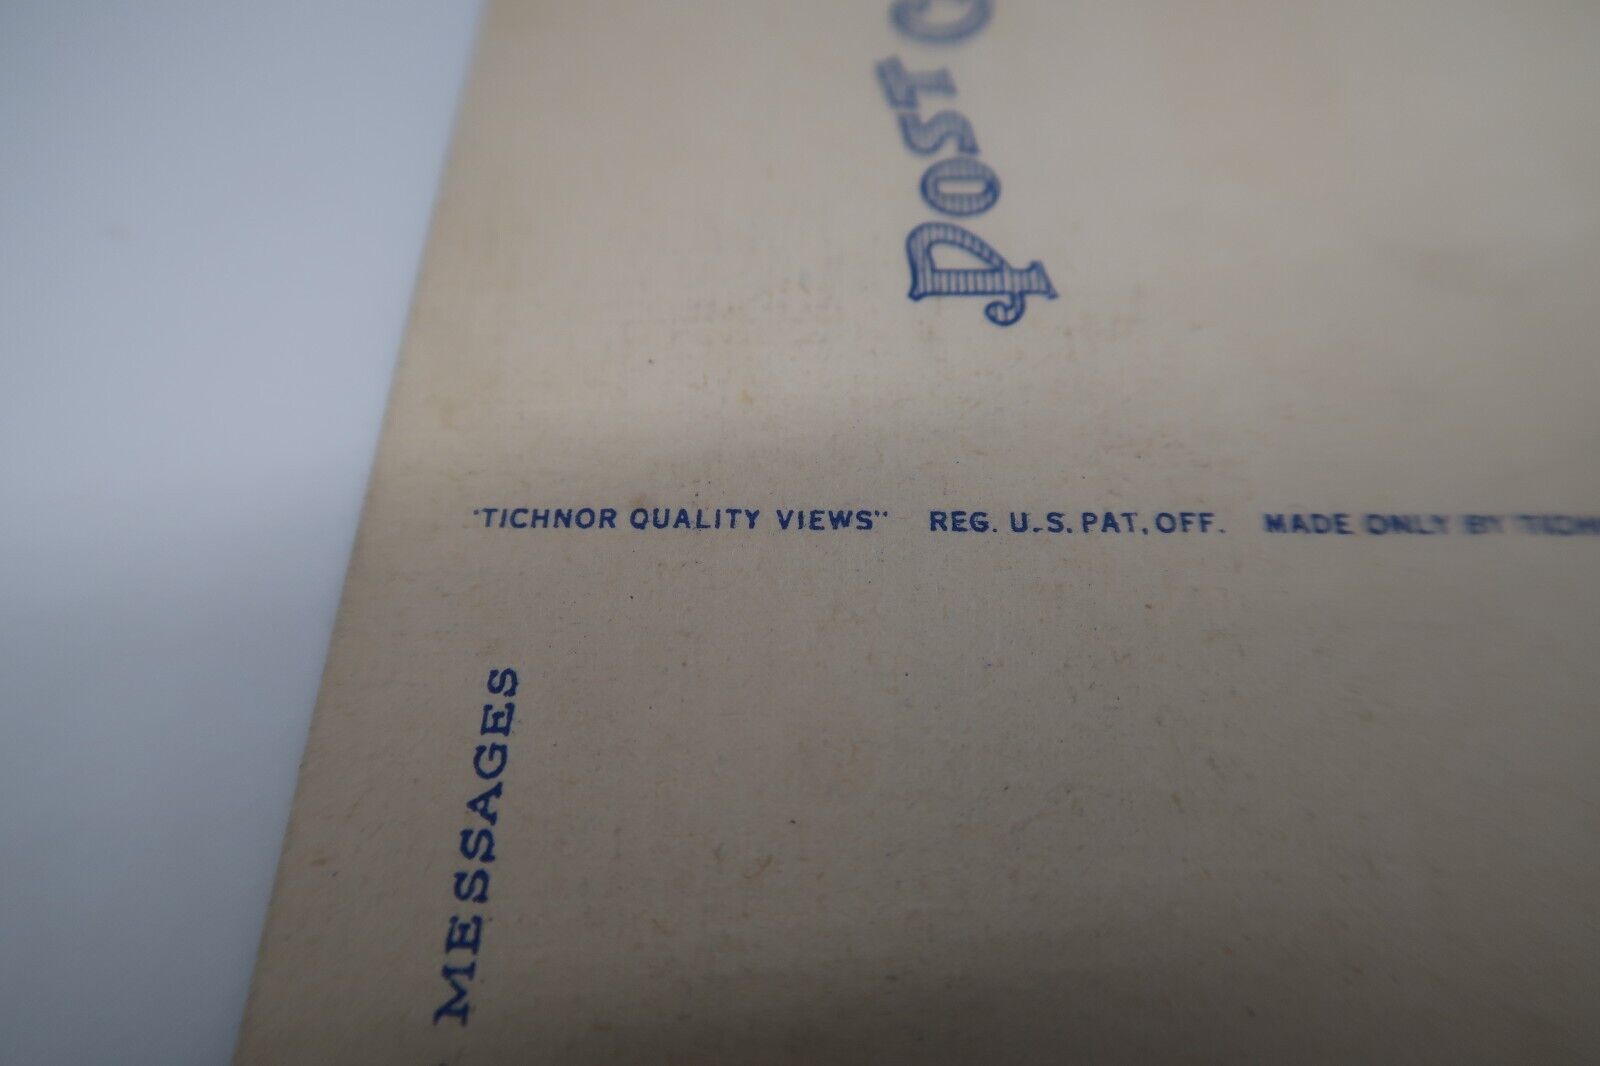 POST
"TICHNOR QUALITY VIEWS" REG. U.S. PAT. OFF. MADE ONLY BY
MESSAGES